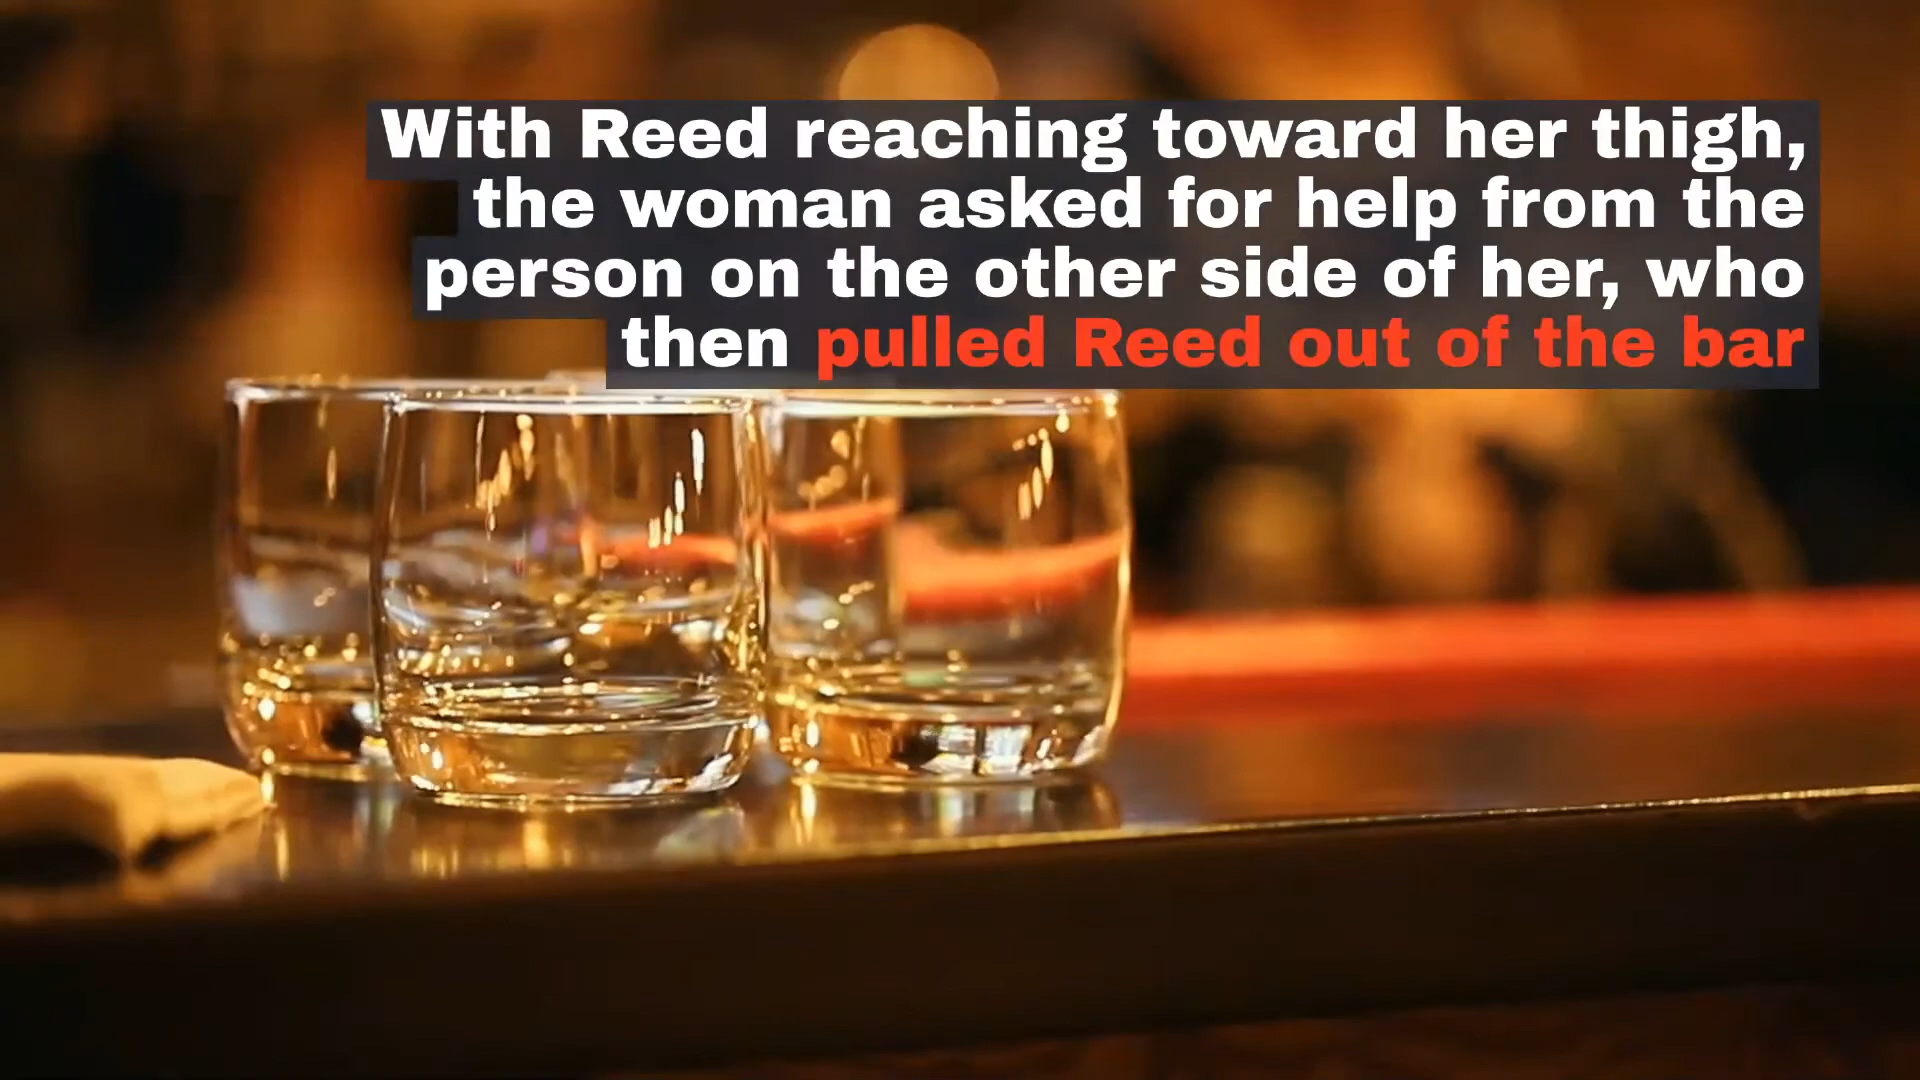 With Reed reaching toward her thigh,
the woman asked for help from the
person on the other side of her, who
then pulled Reed out of the bar